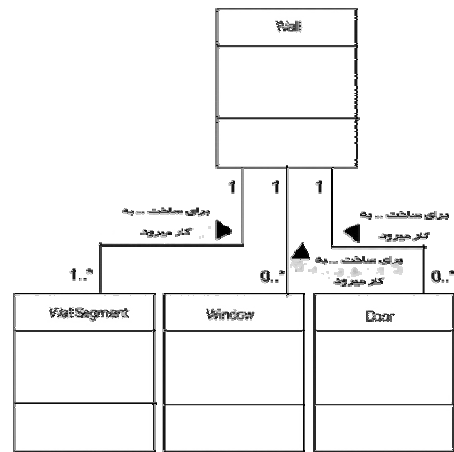 Wall
1 1 1
برای ساخت ... به
کار میرود
برای ساخت ... به
کار میرود
برای ساخت ... به
کار میرود
1..*
0..*
0..*
WallSegment
Window
Door